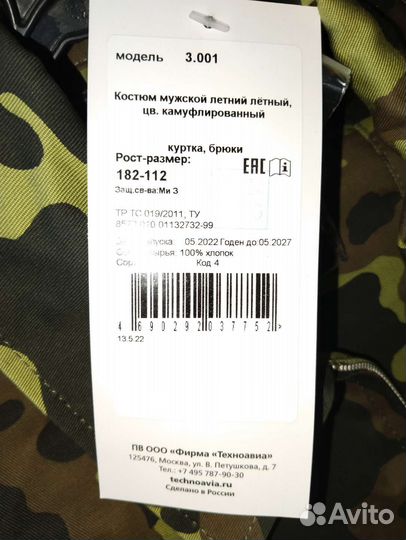 модель 3.001
Костюм мужской летний лётный,
цв. камуфлированный
куртка, брюки
Рост-размер:
EAC
182-112
Защ.св-ва:Ми З
ТР ТС 019/2011, ТУ
01132732-99
05.2022 Годен до 05.2027
100% хлопок
Код 4
4 690292 037752 >
13.5.22
ПВ ООО «Фирма «Техноавиа»
125476, Москва, ул. В. Петушкова, д. 7
Тел.: +7 495 787-90-30
technoavia.ru
Сделано в России
Avito